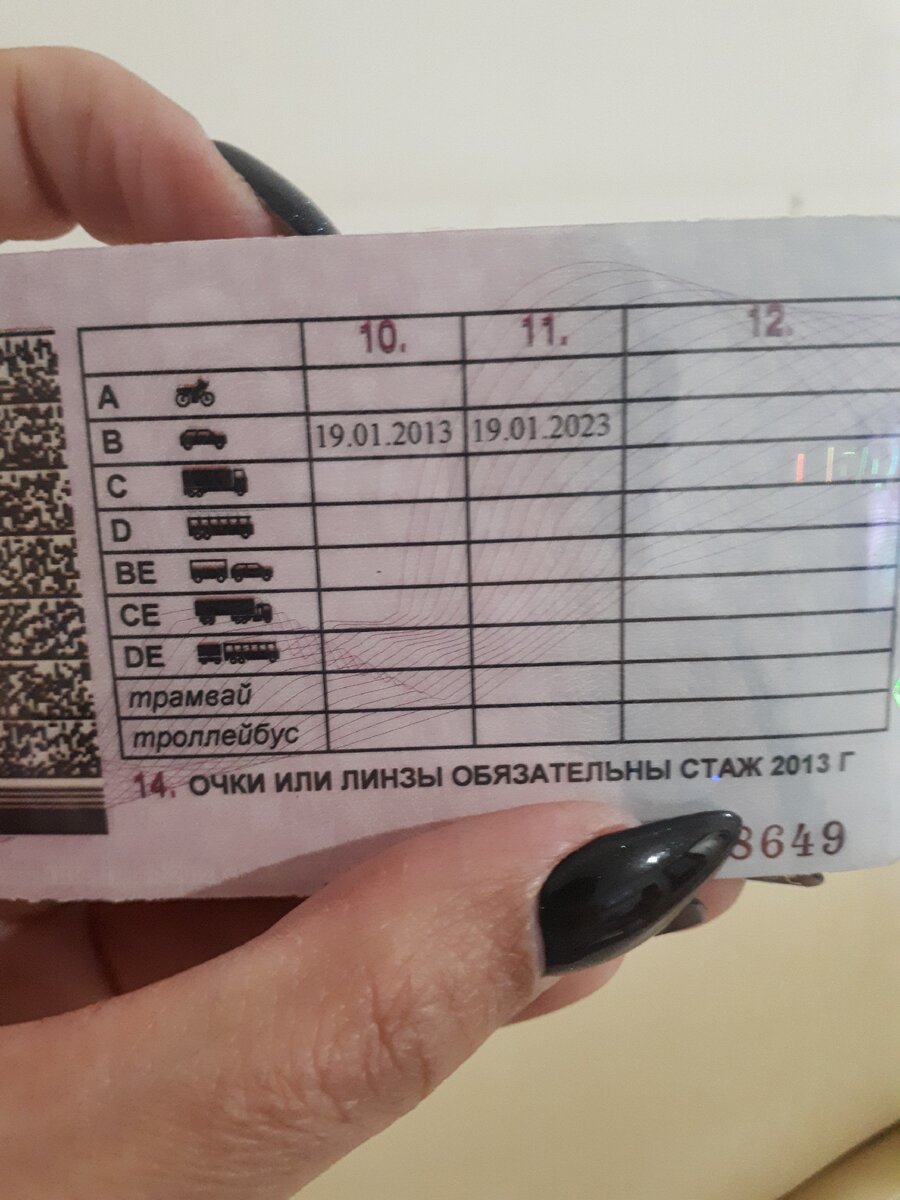 10. 11. 12.
A
B 19.01.2013 19.01.2023
C
D
BE
CE
DE
трамвай
троллейбус
14. ОЧКИ ИЛИ ЛИНЗЫ ОБЯЗАТЕЛЬНЫ СТАЖ 2013 Г
8649